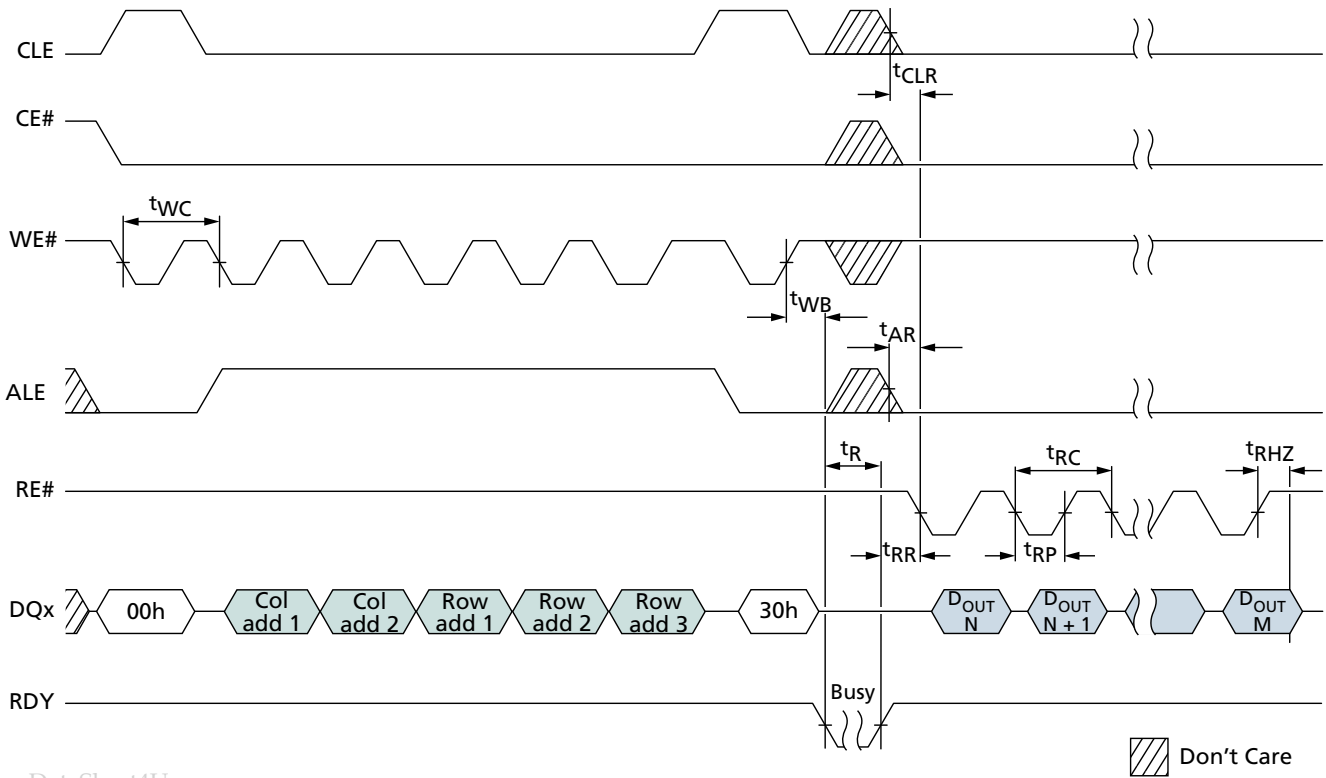 CLE
tCLR
CE#
tWC
WE#
tWB
tAR
ALE
tR
tRC
tRHZ
RE#
tRR
tRP
DQx
00h
Col add 1
Col add 2
Row add 1
Row add 2
Row add 3
30h
DOUT N
DOUT N + 1
DOUT M
RDY
Busy
Don't Care